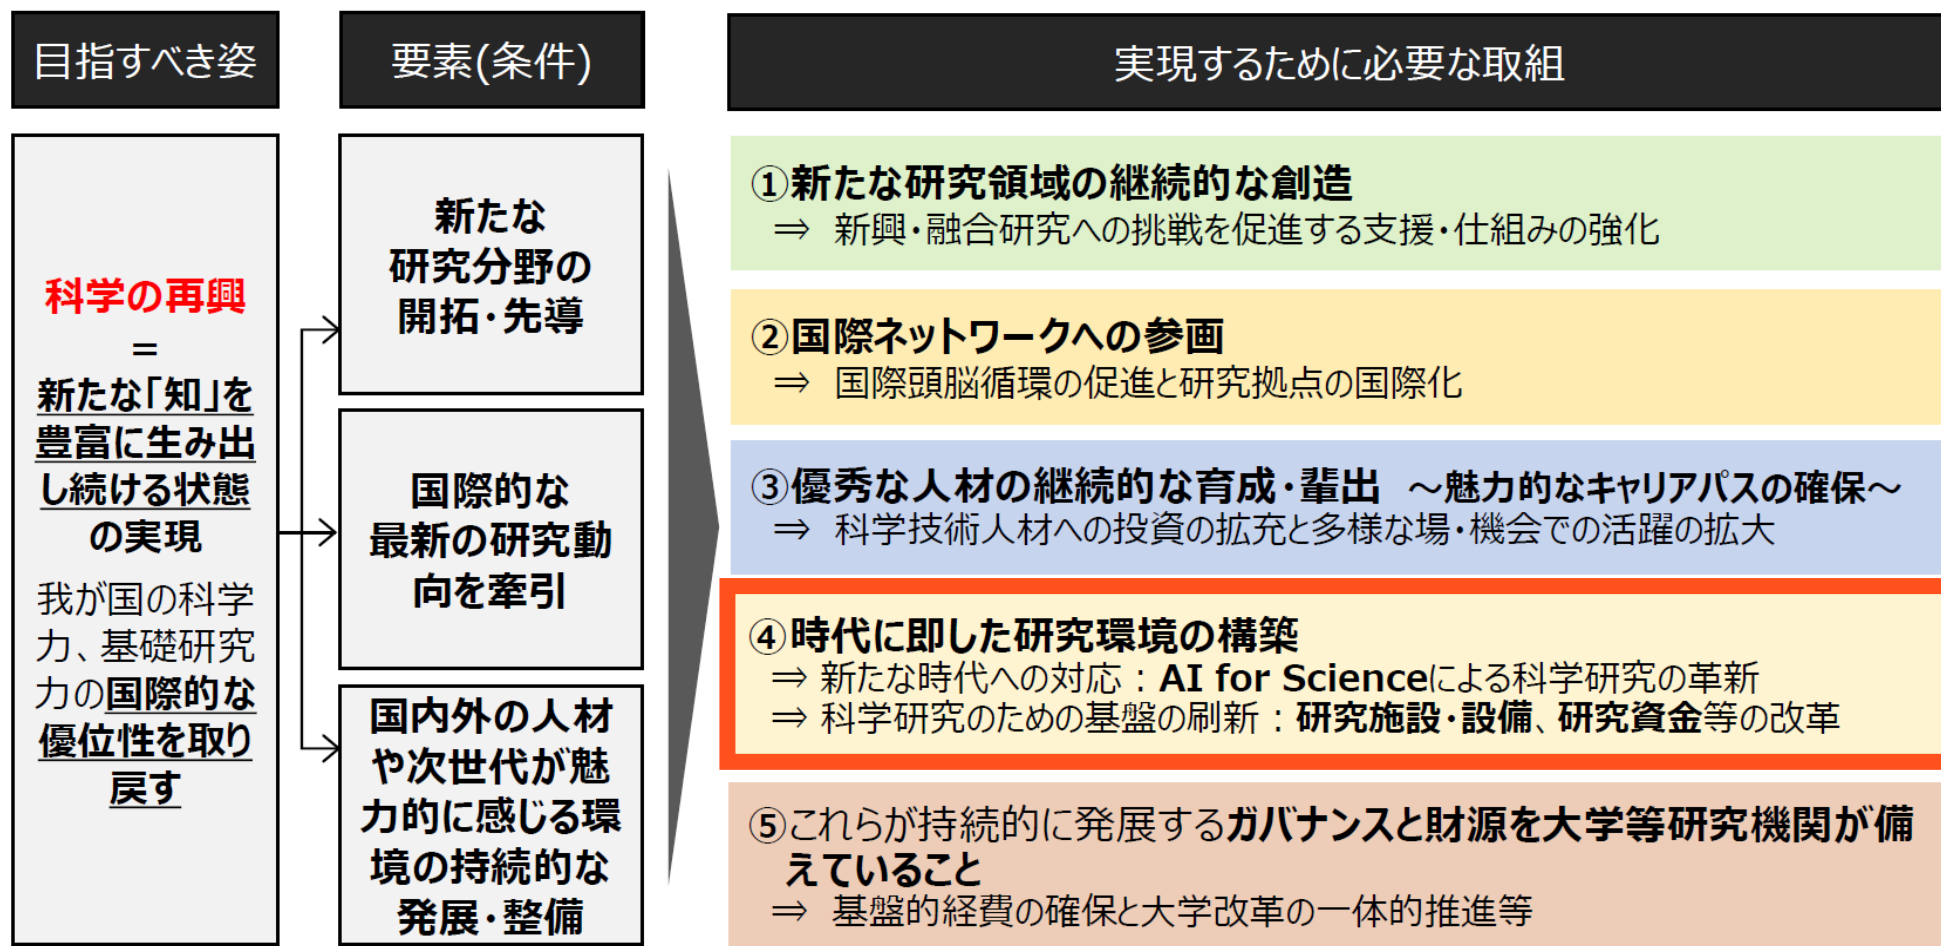 目指すべき姿
要素(条件)
実現するために必要な取組
科学の再興
=
新たな「知」を
豊富に生み出
し続ける状態
の実現
我が国の科学
力、基礎研究
力の国際的な
優位性を取り
戻す
新たな
研究分野の
開拓・先導
国際的な
最新の研究動
向を牽引
国内外の人材
や次世代が魅
力的に感じる環
境の持続的な
発展・整備
①新たな研究領域の継続的な創造
⇒ 新興・融合研究への挑戦を促進する支援・仕組みの強化
②国際ネットワークへの参画
⇒ 国際頭脳循環の促進と研究拠点の国際化
③優秀な人材の継続的な育成・輩出 ～魅力的なキャリアパスの確保～
⇒ 科学技術人材への投資の拡充と多様な場・機会での活躍の拡大
④時代に即した研究環境の構築
⇒ 新たな時代への対応：AI for Scienceによる科学研究の革新
⇒ 科学研究のための基盤の刷新：研究施設・設備、研究資金等の改革
⑤これらが持続的に発展するガバナンスと財源を大学等研究機関が備
えていること
⇒ 基盤的経費の確保と大学改革の一体的推進等